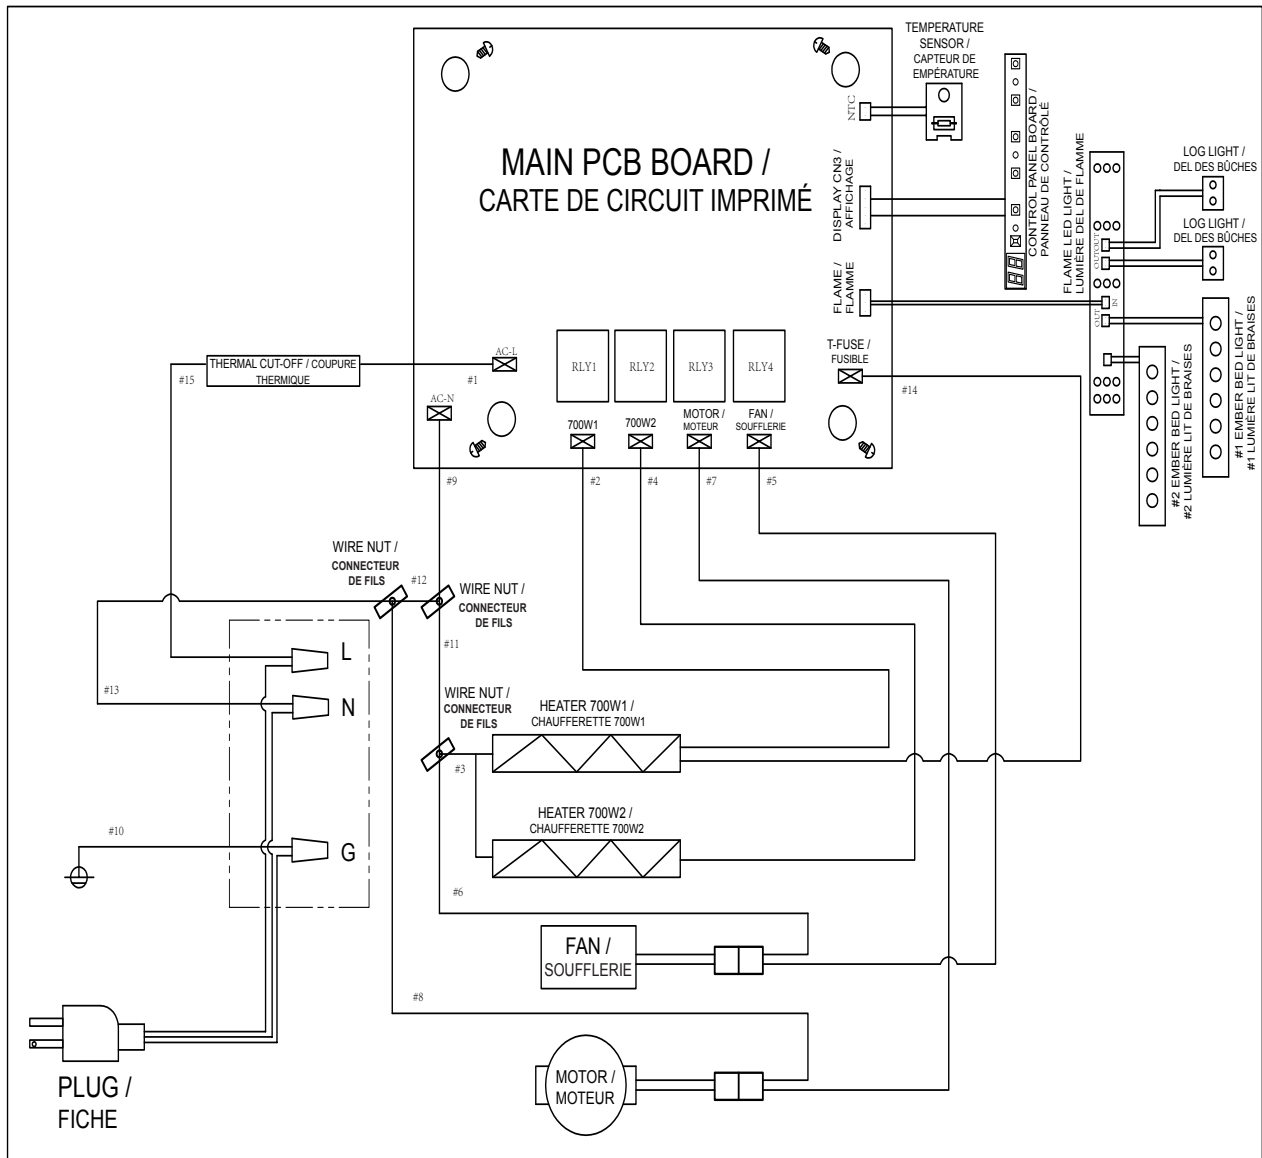 MAIN PCB BOARD /
CARTE DE CIRCUIT IMPRIMÉ
TEMPERATURE
SENSOR /
CAPTEUR DE
EMPÉRATURE
NTC
DISPLAY CN3 /
AFFICHAGE
FLAME /
FLAMME
CONTROL PANEL BOARD /
PANNEAU DE CONTRÔLÉ
FLAME LED LIGHT /
LUMIÈRE DEL DE FLAMME
OUT
OUT
IN
OUT
LOG LIGHT /
DEL DES BÛCHES
LOG LIGHT /
DEL DES BÛCHES
#1 EMBER BED LIGHT /
#1 LUMIÈRE LIT DE BRAISES
#2 EMBER BED LIGHT /
#2 LUMIÈRE LIT DE BRAISES
RLY1
RLY2
RLY3
RLY4
T-FUSE /
FUSIBLE
#14
AC-L
#1
THERMAL CUT-OFF / COUPURE
THERMIQUE
#15
AC-N
700W1
700W2
MOTOR /
MOTEUR
FAN /
SOUFFLERIE
#9
#2
#4
#7
#5
WIRE NUT /
CONNECTEUR
DE FILS
#12
WIRE NUT /
CONNECTEUR
DE FILS
#11
L
N
G
#13
#10
WIRE NUT /
CONNECTEUR
DE FILS
#3
HEATER 700W1 /
CHAUFFERETTE 700W1
HEATER 700W2 /
CHAUFFERETTE 700W2
#6
FAN /
SOUFFLERIE
#8
MOTOR /
MOTEUR
PLUG /
FICHE